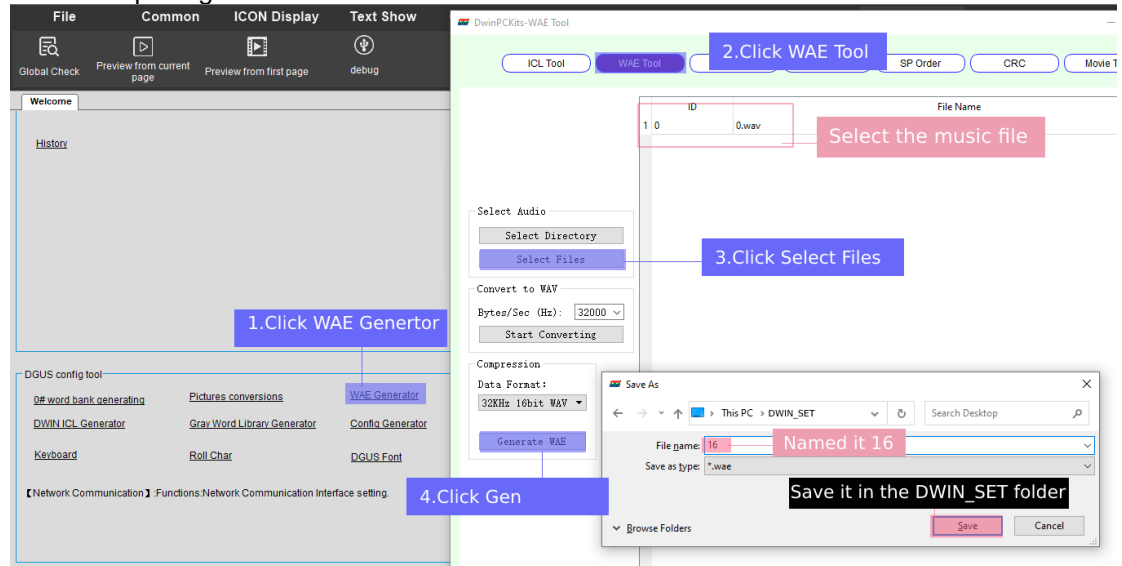 File Common ICON Display Text Show
Global Check
Preview from current
page
Preview from first page
debug
Welcome
History
1.Click WAE Genertor
DGUS config tool
0# word bank generating Pictures conversions WAE Generator
DWIN ICL Generator Gray Word Library Generator Config Generator
Keyboard Roll Char DGUS Font
【Network Communication】:Functions:Network Communication Interface setting.
DwinPCKits-WAE Tool
ICL Tool WAE Tool SP Order CRC Movie T
2.Click WAE Tool
ID File Name
1 0 0.wav
Select the music file
Select Audio
Select Directory
Select Files
3.Click Select Files
Convert to WAV
Bytes/Sec (Hz): 32000
Start Converting
Compression
Data Format:
32KHz 16bit WAV
Generate WAE
4.Click Gen
Save As
This PC > DWIN_SET
Search Desktop
File name: 16
Named it 16
Save as type: *.wae
Save it in the DWIN_SET folder
Browse Folders
Save Cancel